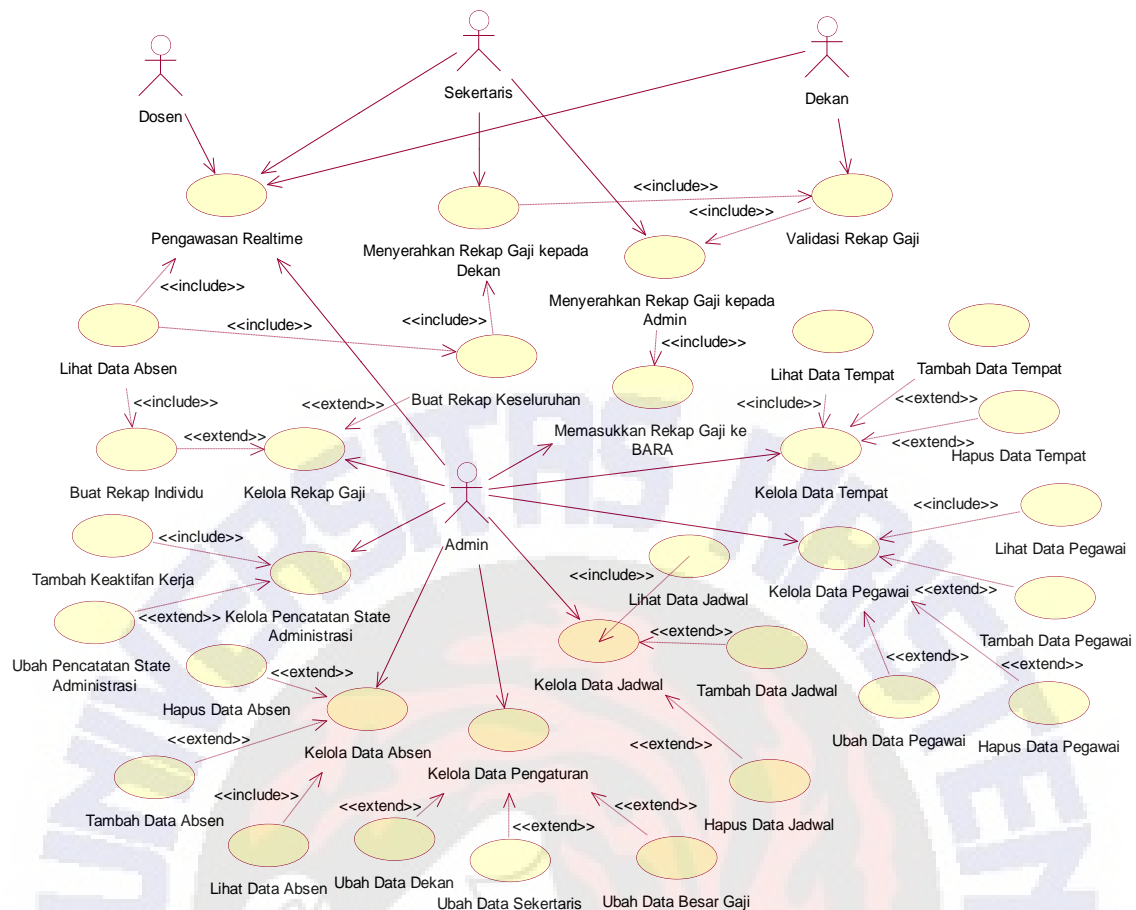 Dosen
Sekertaris
Dekan
<<include>>
<<include>>
Pengawasan Realtime
Menyerahkan Rekap Gaji kepada
Dekan
Validasi Rekap Gaji
<<include>>
<<include>>
<<include>>
Menyerahkan Rekap Gaji kepada
Admin
<<include>>
Lihat Data Absen
Lihat Data Tempat
Tambah Data Tempat
<<include>>
<<extend>>
Buat Rekap Keseluruhan
<<include>>
<<extend>>
<<extend>>
Memasukkan Rekap Gaji ke
BARA
<<extend>>
Hapus Data Tempat
Buat Rekap Individu
Kelola Rekap Gaji
Kelola Data Tempat
<<include>>
<<include>>
Admin
Lihat Data Pegawai
Tambah Keaktifan Kerja
<<include>>
Lihat Data Jadwal
Kelola Data Pegawai
<<extend>>
<<extend>>
Kelola Pencatatan State
Administrasi
<<extend>>
Tambah Data Pegawai
Ubah Pencatatan State
Administrasi
<<extend>>
<<extend>>
<<extend>>
Hapus Data Absen
Kelola Data Jadwal
Tambah Data Jadwal
<<extend>>
Ubah Data Pegawai
Hapus Data Pegawai
Kelola Data Absen
<<extend>>
Kelola Data Pengaturan
<<include>>
Tambah Data Absen
<<extend>>
<<extend>>
<<extend>>
Hapus Data Jadwal
Lihat Data Absen
Ubah Data Dekan
Ubah Data Sekertaris
Ubah Data Besar Gaji
UNIVERSITAS KRISTEN